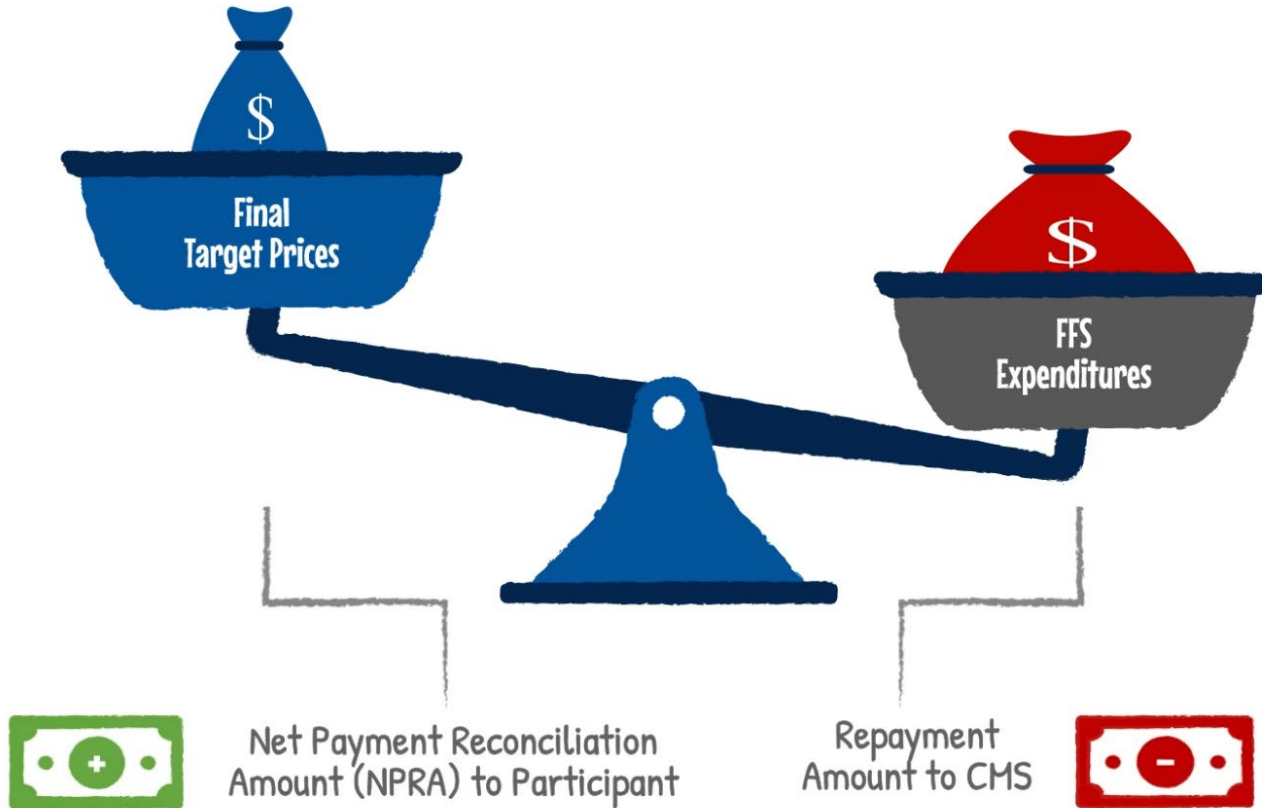 $
Final
Target Prices
$
FFS
Expenditures
+
Net Payment Reconciliation
Amount (NPRA) to Participant
Repayment
Amount to CMS
-